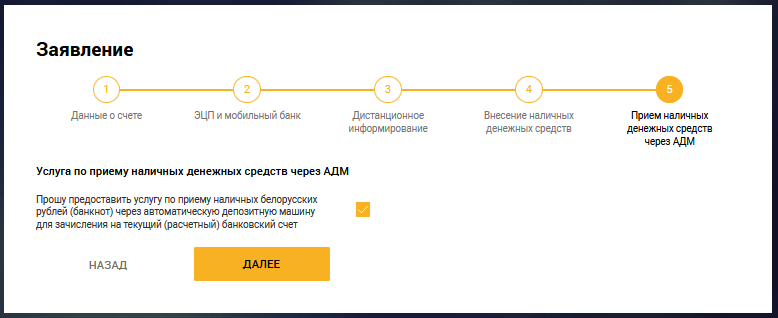 Заявление
1 2 3 4 5
Данные о счете ЭЦП и мобильный банк Дистанционное Внесение наличных Прием наличных
информирование денежных средств денежных средств
через АДМ
Услуга по приему наличных денежных средств через АДМ
Прошу предоставить услугу по приему наличных белорусских
рублей (банкнот) через автоматическую депозитную машину
для зачисления на текущий (расчетный) банковский счет
НАЗАД ДАЛЕЕ